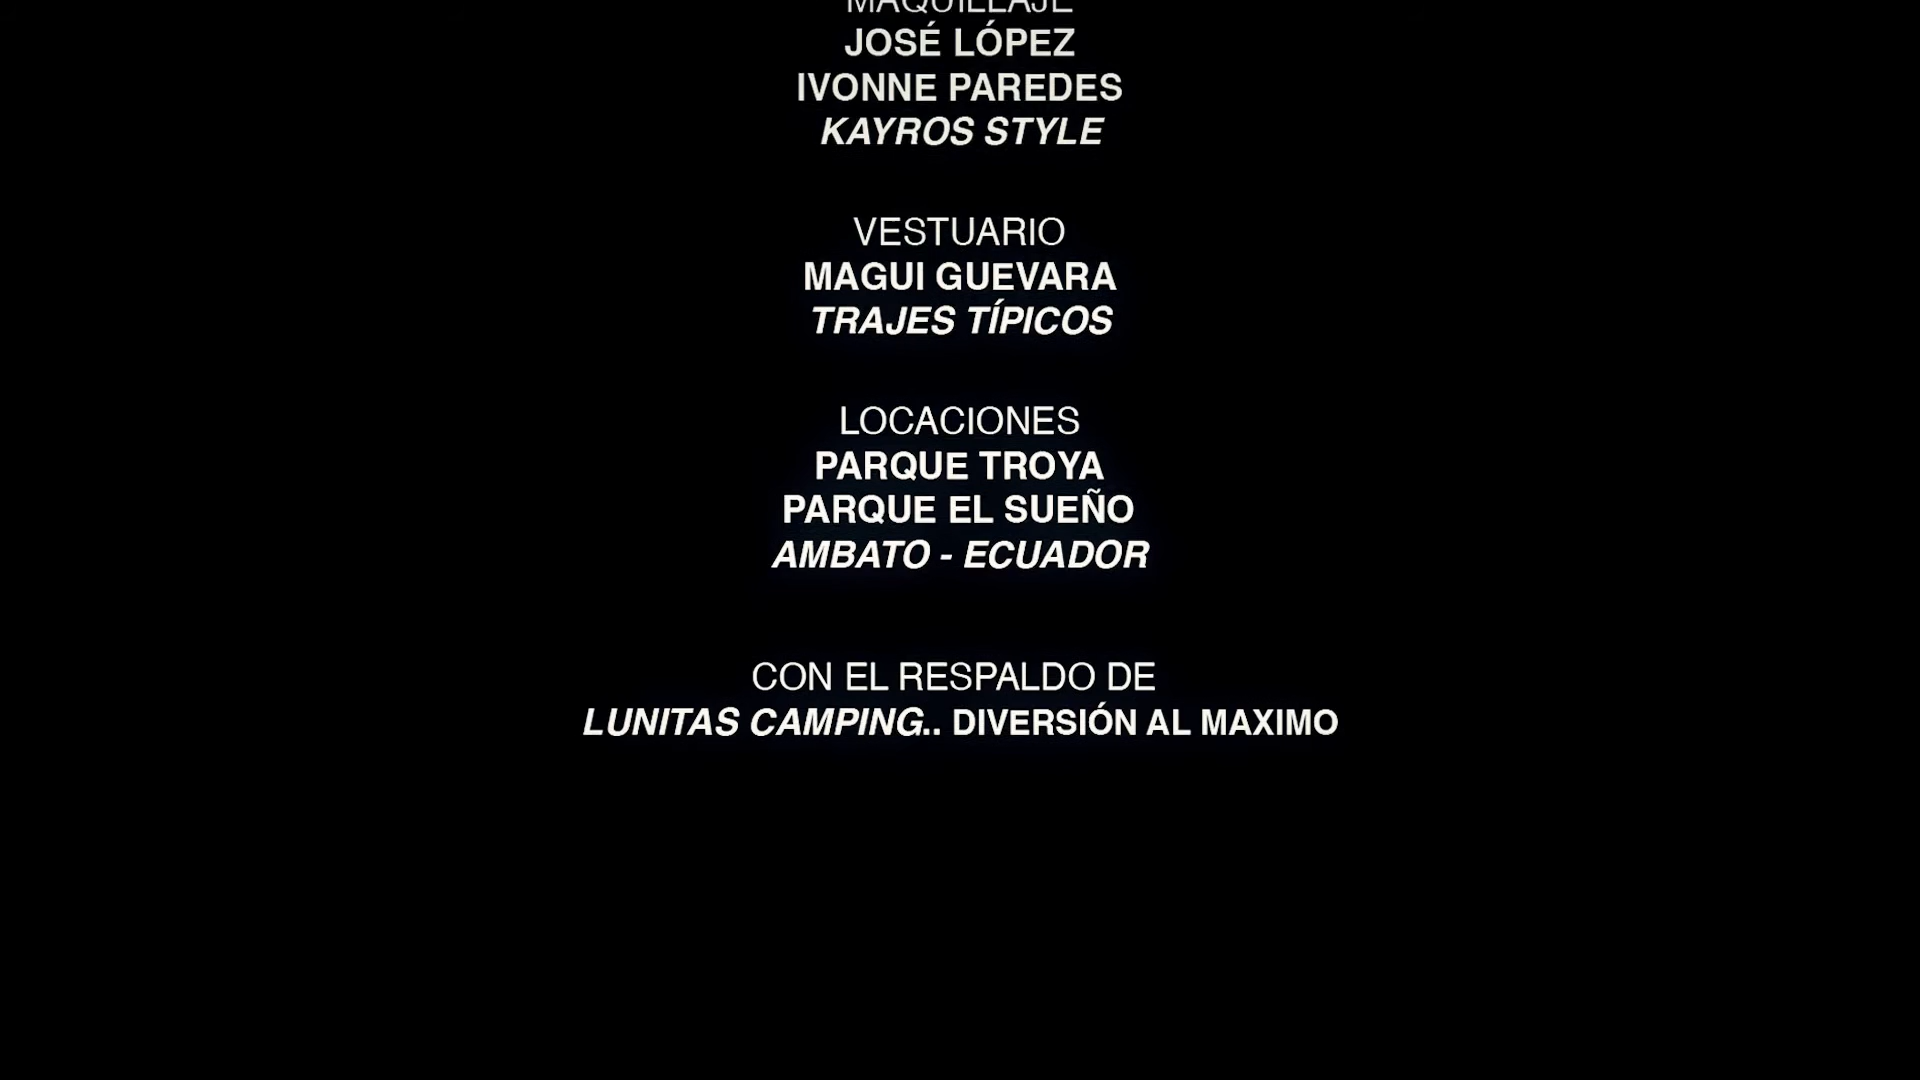 MAQUILLAJE
JOSÉ LÓPEZ
IVONNE PAREDES
KAYROS STYLE
VESTUARIO
MAGUI GUEVARA
TRAJES TÍPICOS
LOCACIONES
PARQUE TROYA
PARQUE EL SUEÑO
AMBATO - ECUADOR
CON EL RESPALDO DE
LUNITAS CAMPING.. DIVERSIÓN AL MAXIMO